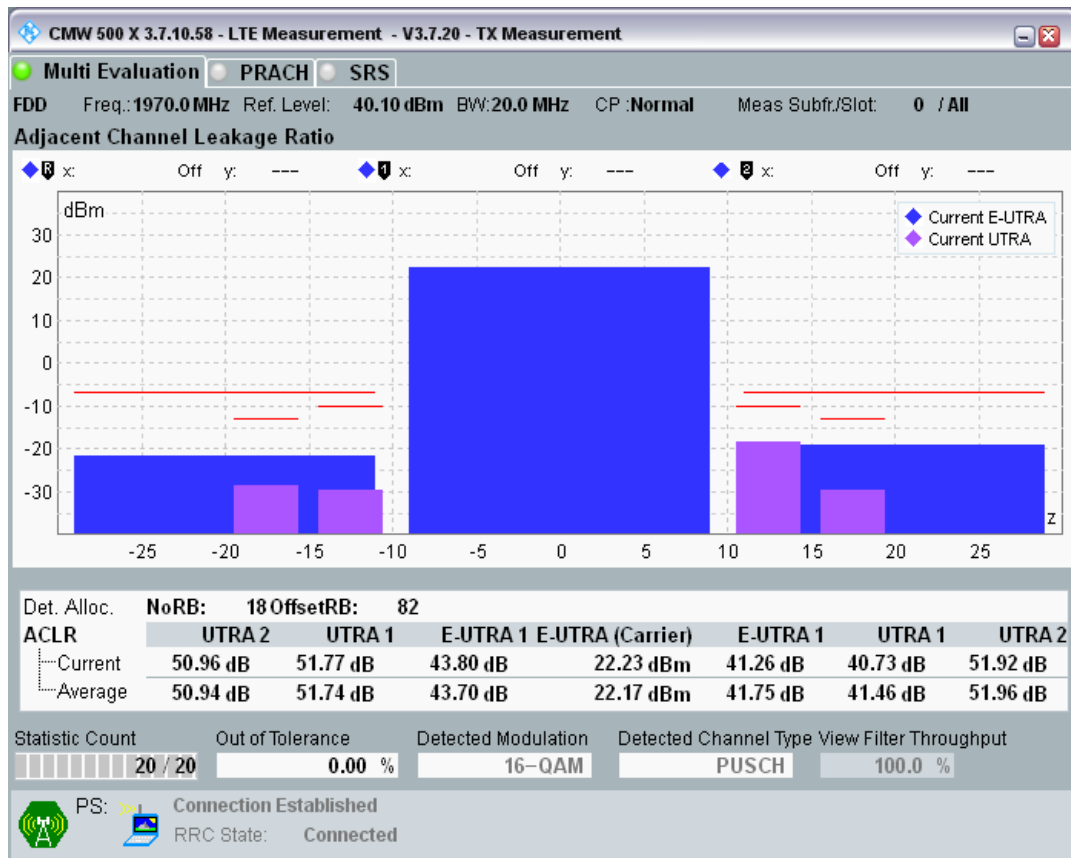 CMW 500 X 3.7.10.58 - LTE Measurement - V3.7.20 - TX Measurement
Multi Evaluation PRACH SRS
FDD Freq.: 1970.0 MHz Ref. Level: 40.10 dBm BW: 20.0 MHz CP : Normal Meas Subfr./Slot: 0 / All
Adjacent Channel Leakage Ratio
R x: Off y: --- 1 x: Off y: --- 2 x: Off y: ---
dBm
Current E-UTRA
Current UTRA
30
20
10
0
-10
-20
-30
z
-25 -20 -15 -10 -5 0 5 10 15 20 25
Det. Alloc. NoRB: 18 OffsetRB: 82
ACLR UTRA 2 UTRA 1 E-UTRA 1 E-UTRA (Carrier) E-UTRA 1 UTRA 1 UTRA 2
Current 50.96 dB 51.77 dB 43.80 dB 22.23 dBm 41.26 dB 40.73 dB 51.92 dB
Average 50.94 dB 51.74 dB 43.70 dB 22.17 dBm 41.75 dB 41.46 dB 51.96 dB
Statistic Count Out of Tolerance Detected Modulation Detected Channel Type View Filter Throughput
20 / 20 0.00 % 16-QAM PUSCH 100.0 %
PS: Connection Established
RRC State: Connected